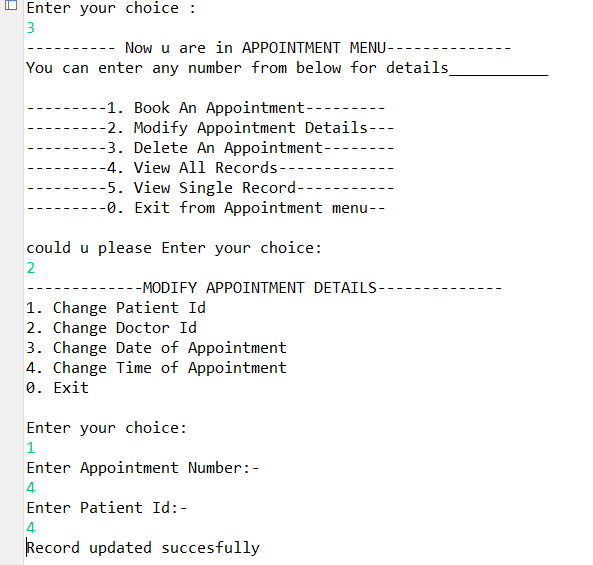 Enter your choice :
3
---------- Now u are in APPOINTMENT MENU--------------
You can enter any number from below for details___________
---------1. Book An Appointment---------
---------2. Modify Appointment Details---
---------3. Delete An Appointment--------
---------4. View All Records-------------
---------5. View Single Record-----------
---------0. Exit from Appointment menu--
could u please Enter your choice:
2
-------------MODIFY APPOINTMENT DETAILS--------------
1. Change Patient Id
2. Change Doctor Id
3. Change Date of Appointment
4. Change Time of Appointment
0. Exit
Enter your choice:
1
Enter Appointment Number:-
4
Enter Patient Id:-
4
Record updated succesfully